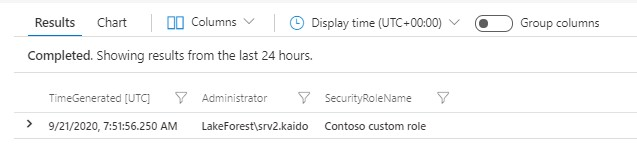 Results Chart Columns Display time (UTC+00:00) Group columns
Completed. Showing results from the last 24 hours.
TimeGenerated [UTC] Administrator SecurityRoleName
9/21/2020, 7:51:56.250 AM LakeForest\srv2.kaido Contoso custom role